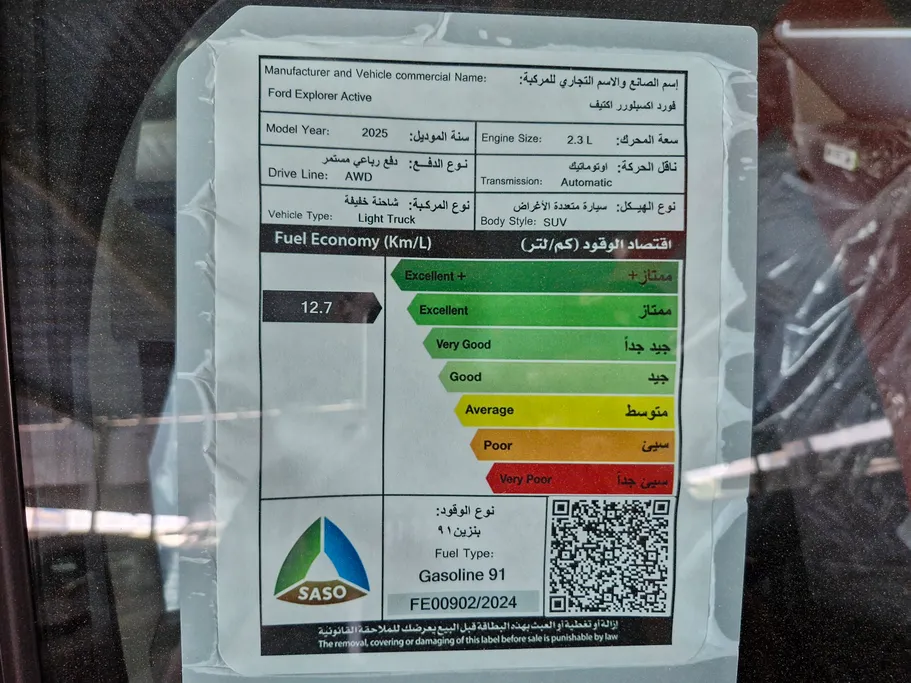 Manufacturer and Vehicle commercial Name: إسم الصانع والاسم التجاري للمركبة:
Ford Explorer Active فورد اكسبلورر اكتيف
Model Year: 2025 سنة الموديل:
Engine Size: 2.3 L سعة المحرك:
نوع الدفع: دفع رباعي مستمر
Drive Line: AWD
ناقل الحركة: اوتوماتيك
Transmission: Automatic
نوع المركبة: شاحنة خفيفة
Vehicle Type: Light Truck
نوع الهيكل: سيارة متعددة الأغراض
Body Style: SUV
Fuel Economy (Km/L) اقتصاد الوقود (كم/لتر)
12.7
Excellent + ممتاز+
Excellent ممتاز
Very Good جيد جداً
Good جيد
Average متوسط
Poor سيئ
Very Poor سيئ جداً
SASO
نوع الوقود:
بنزين ٩١
Fuel Type:
Gasoline 91
FE00902/2024
إزالة أو تغطية أو العبث بهذه البطاقة قبل البيع يعرضك للملاحقة القانونية
The removal, covering or damaging of this label before sale is punishable by law